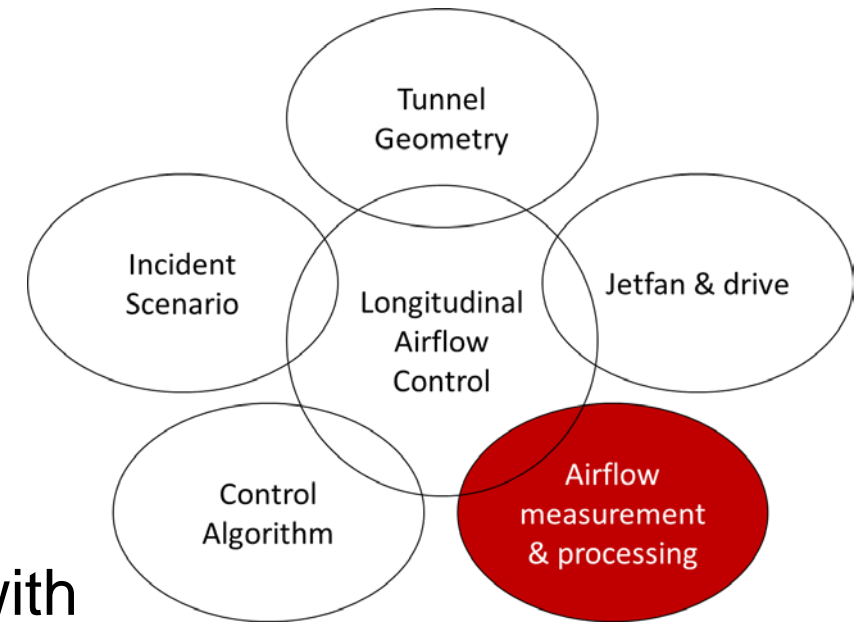 Tunnel
Geometry
Incident
Scenario
Jetfan & drive
Longitudinal
Airflow
Control
Airflow
measurement
& processing
Control
Algorithm
with